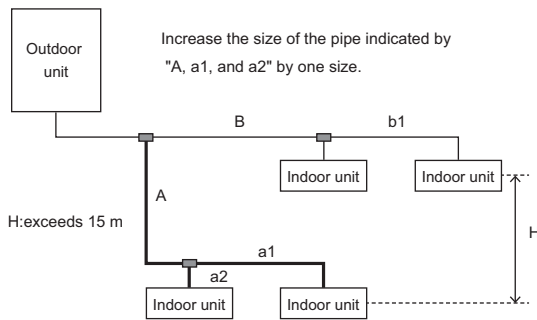 Outdoor
unit
Increase the size of the pipe indicated by
"A, a1, and a2" by one size.
B
b1
Indoor unit
Indoor unit
A
H:exceeds 15 m
H
a1
a2
Indoor unit
Indoor unit